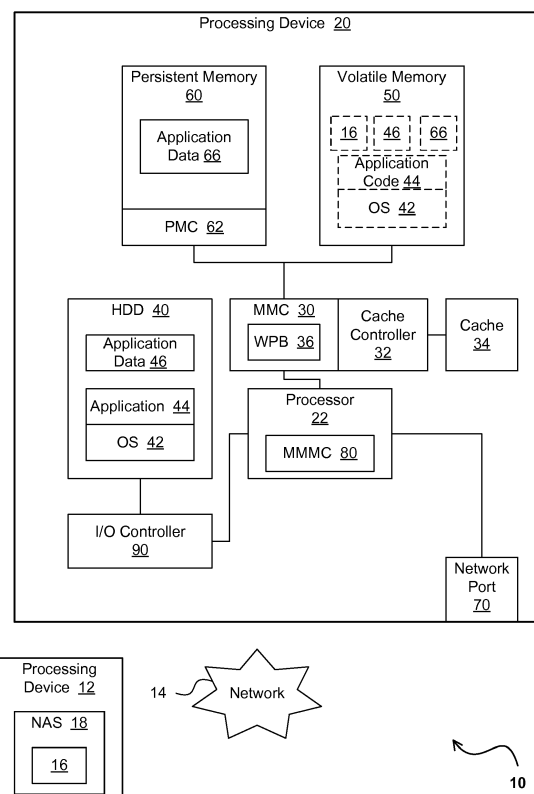 Processing Device 20
Persistent Memory
60
Application
Data 66
PMC 62
Volatile Memory
50
16
46
66
Application
Code 44
OS 42
HDD 40
Application
Data 46
Application 44
OS 42
MMC 30
WPB 36
Cache
Controller
32
Cache
34
Processor
22
MMMC 80
I/O Controller
90
Network
Port
70
Processing
Device 12
NAS 18
16
14
Network
10